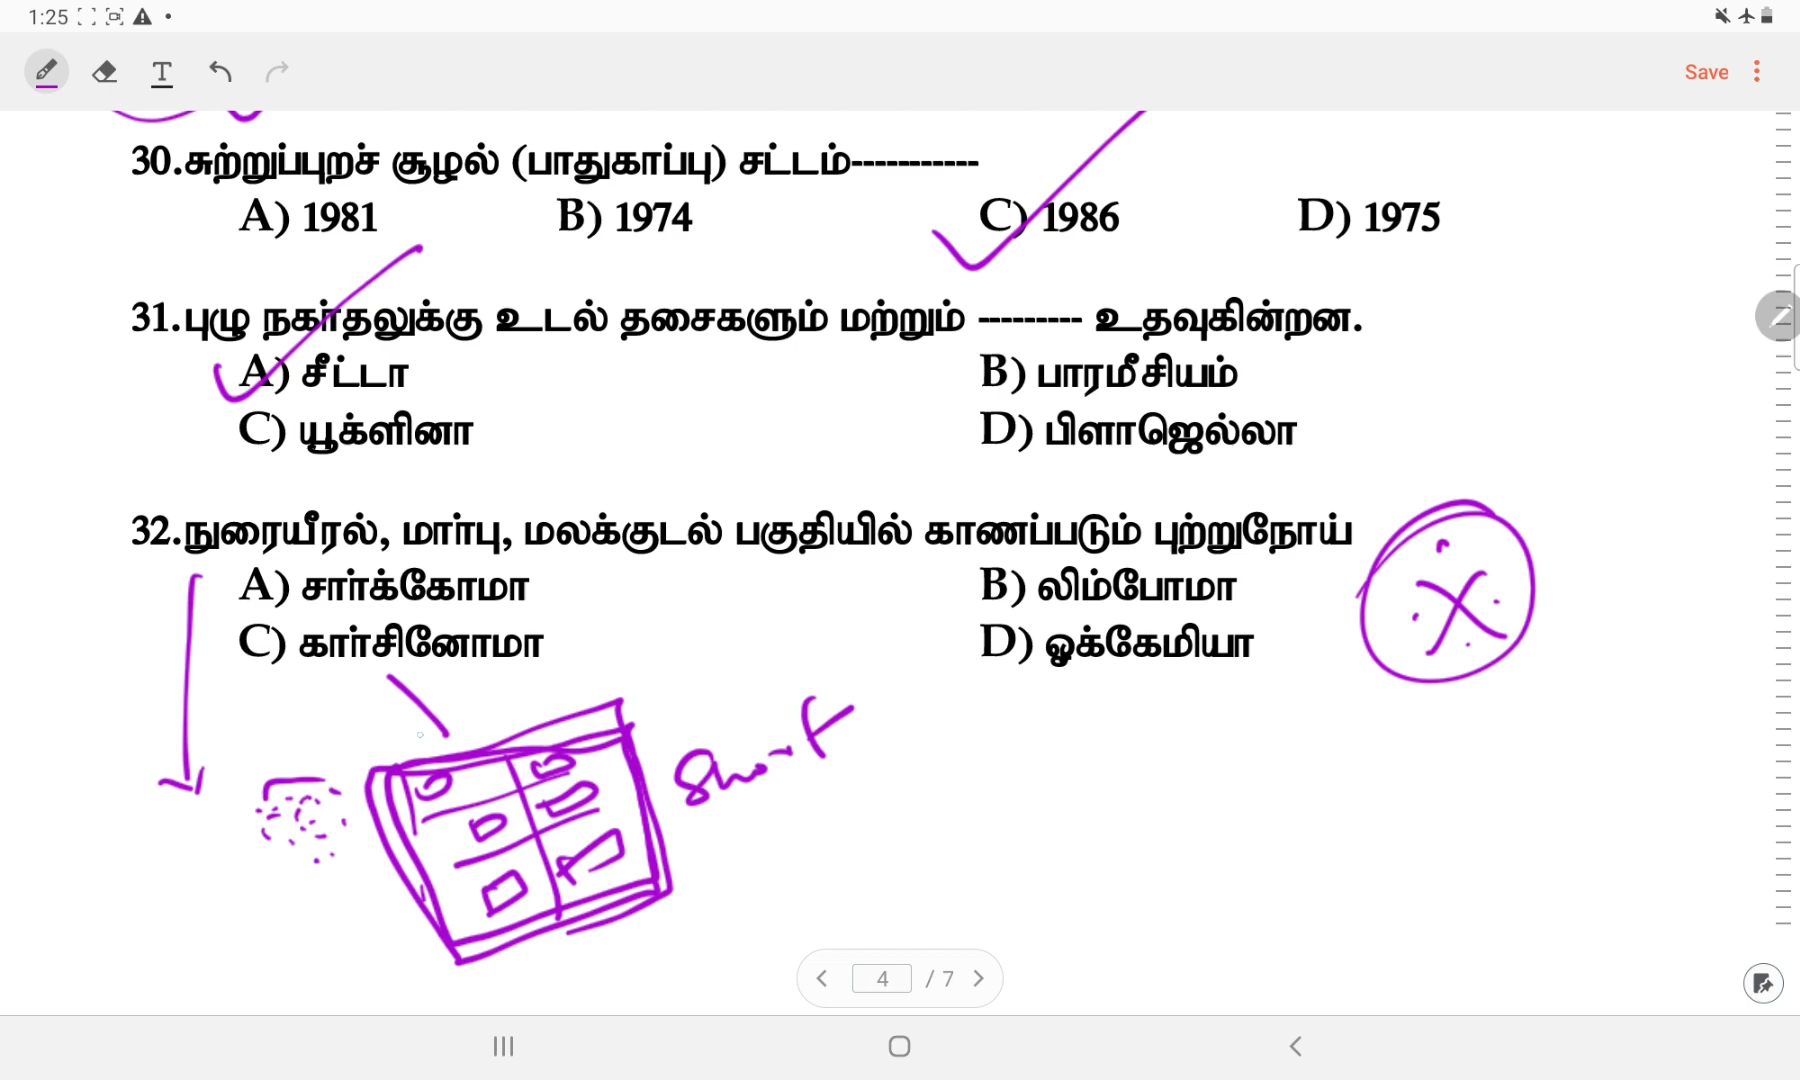 1:25
Save
30.சுற்றுப்புறச் சூழல் (பாதுகாப்பு) சட்டம்-----------
A) 1981 B) 1974 C) 1986 D) 1975
31.புழு நகர்தலுக்கு உடல் தசைகளும் மற்றும் --------- உதவுகின்றன.
A) சீட்டா B) பாரமீசியம்
C) யூக்ளினா D) பிளாஜெல்லா
32.நுரையீரல், மார்பு, மலக்குடல் பகுதியில் காணப்படும் புற்றுநோய்
A) சார்க்கோமா B) லிம்போமா
C) கார்சினோமா D) ஓக்கேமியா
Short
4 / 7